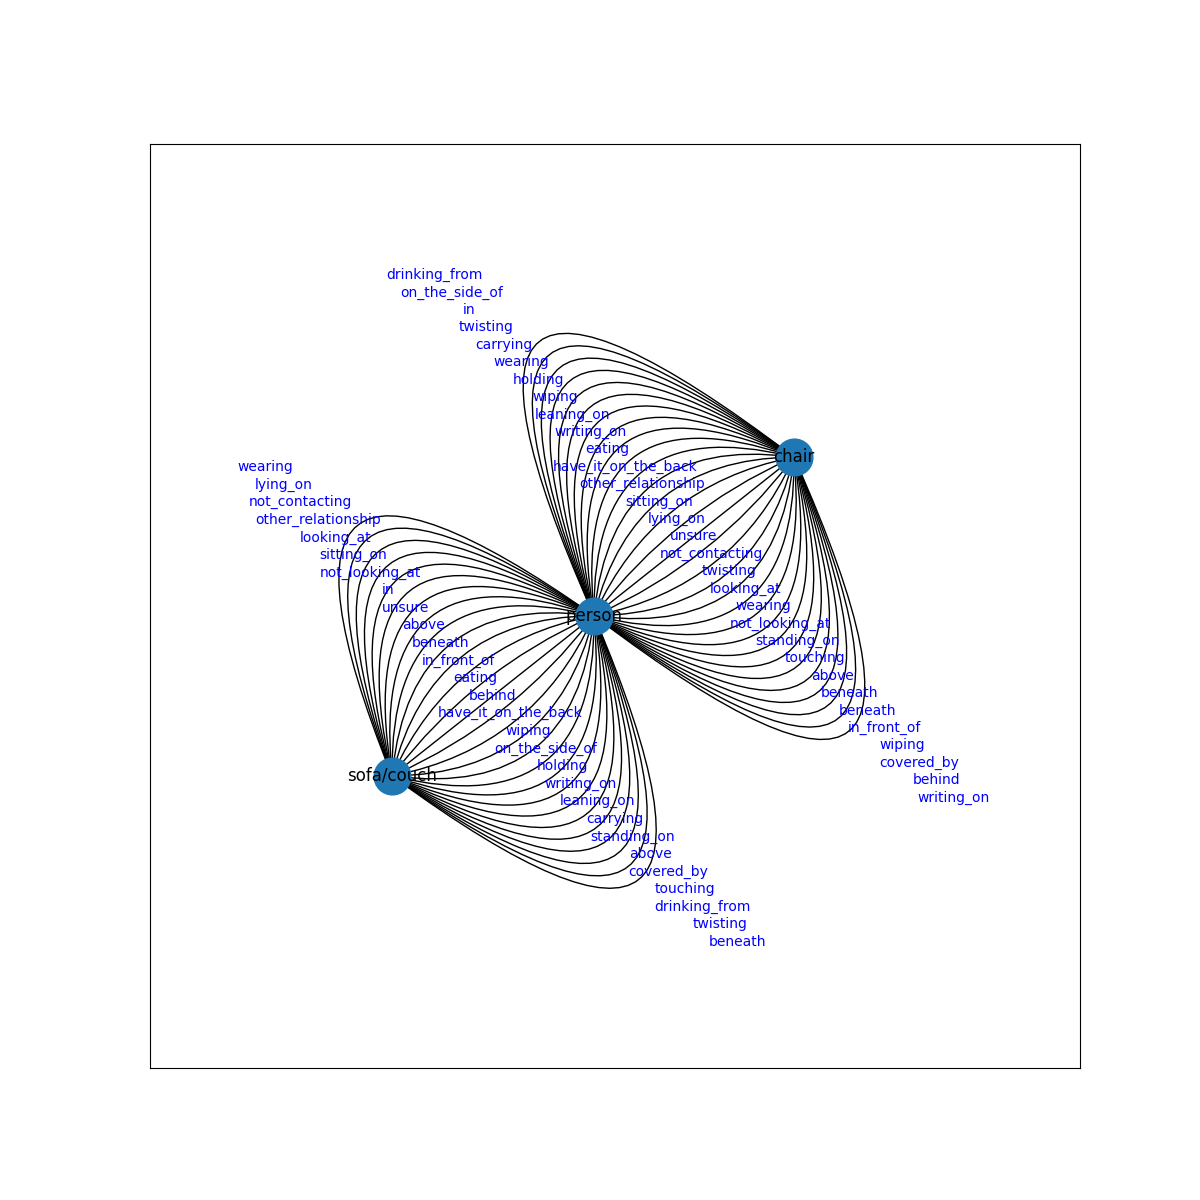 drinking_from
on_the_side_of
in
twisting
carrying
wearing
holding
wiping
leaning_on
writing_on
eating
have_it_on_the_back
other_relationship
sitting_on
lying_on
unsure
not_contacting
twisting
looking_at
wearing
not_looking_at
standing_on
touching
above
beneath
beneath
in_front_of
wiping
covered_by
behind
writing_on
chair
person
wearing
lying_on
not_contacting
other_relationship
looking_at
sitting_on
not_looking_at
in
unsure
above
beneath
in_front_of
eating
behind
have_it_on_the_back
wiping
on_the_side_of
holding
writing_on
leaning_on
carrying
standing_on
above
covered_by
touching
drinking_from
twisting
beneath
sofa/couch